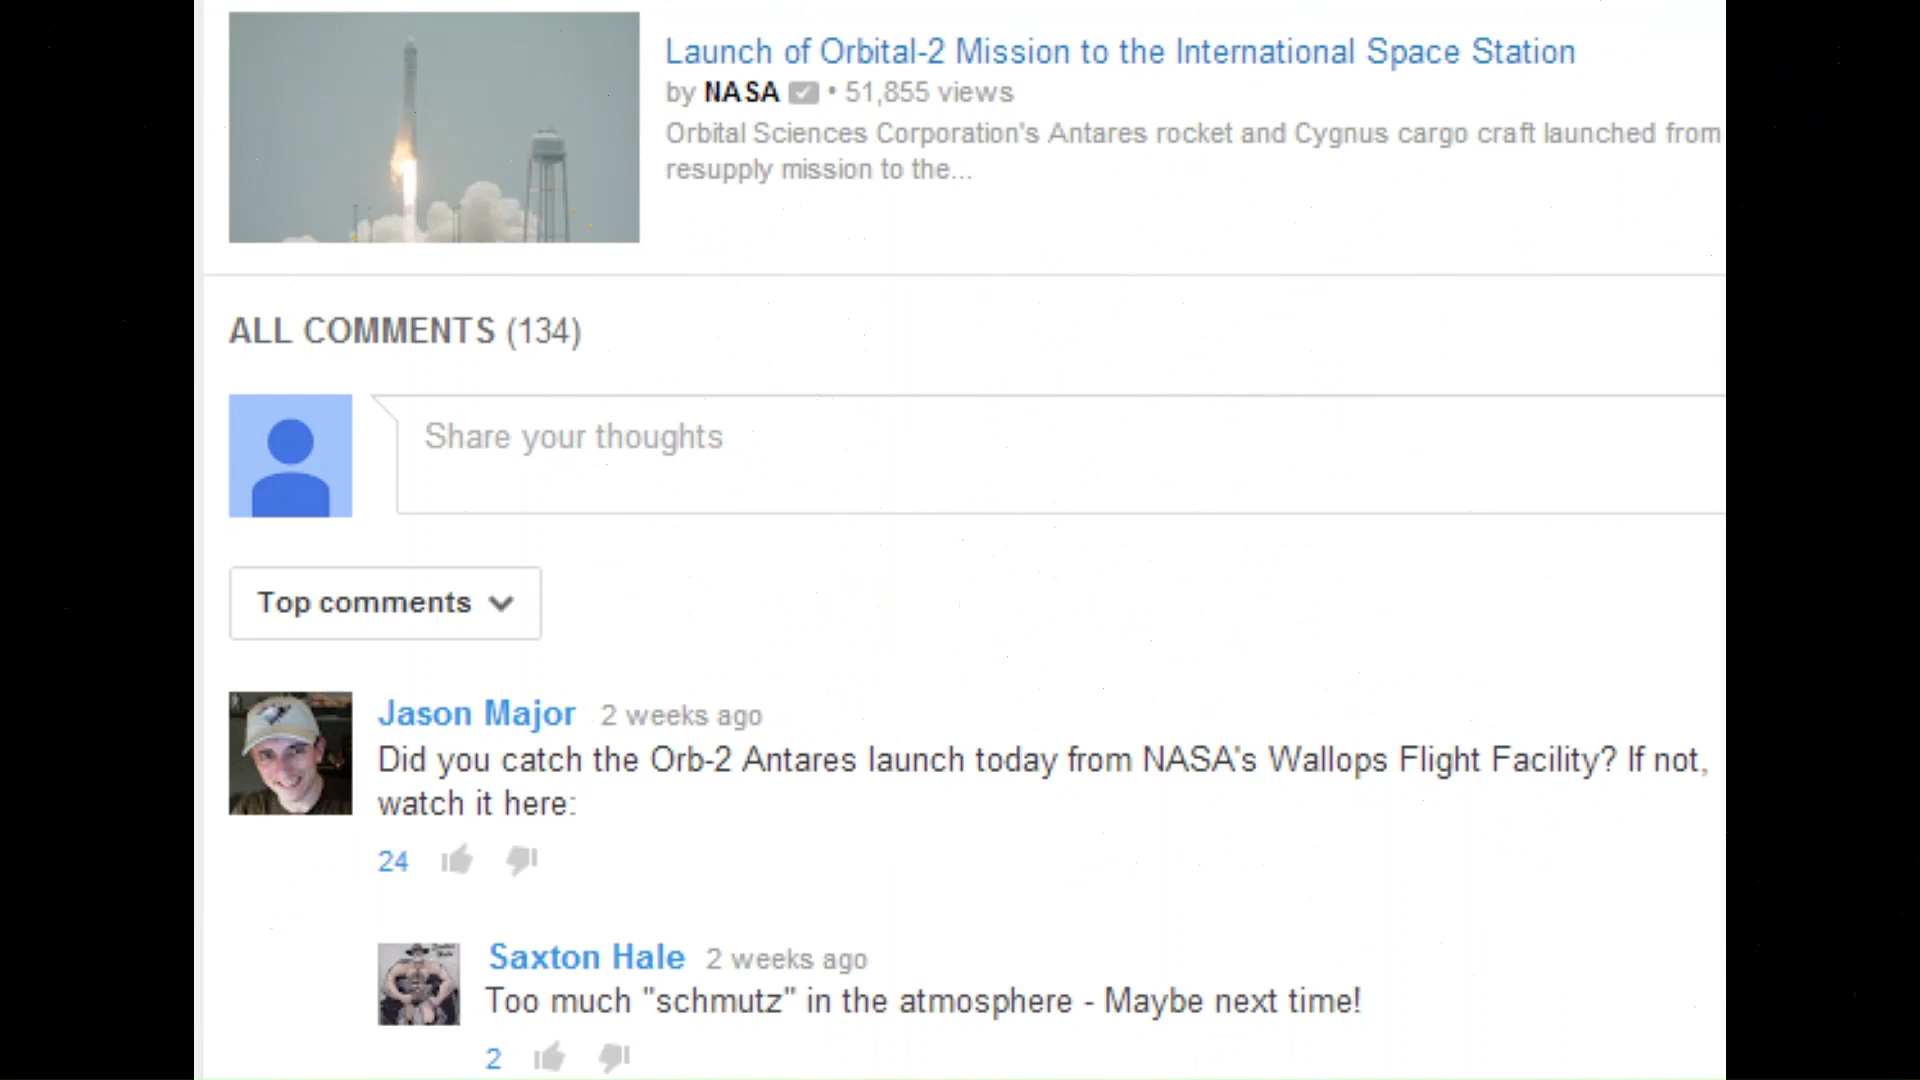 Launch of Orbital-2 Mission to the International Space Station
by NASA • 51,855 views
Orbital Sciences Corporation's Antares rocket and Cygnus cargo craft launched from
resupply mission to the...
ALL COMMENTS (134)
Share your thoughts
Top comments
Jason Major 2 weeks ago
Did you catch the Orb-2 Antares launch today from NASA's Wallops Flight Facility? If not,
watch it here:
24
Saxton Hale 2 weeks ago
Too much "schmutz" in the atmosphere - Maybe next time!
2